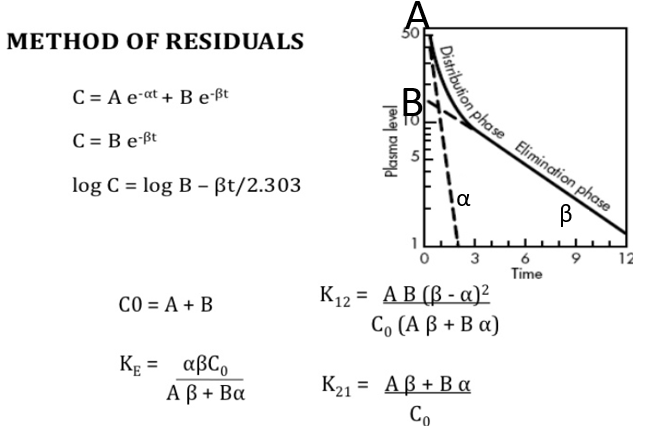 METHOD OF RESIDUALS
C = A e-αt + B e-βt
C = B e-βt
log C = log B – βt/2.303
A
50
B
10
5
1
Plasma level
Distribution phase
Elimination phase
α
β
0 3 6 9 12
Time
C0 = A + B
K12 = A B (β - α)2
C0 (A β + B α)
KE = αβC0
A β + Bα
K21 = A β + B α
C0